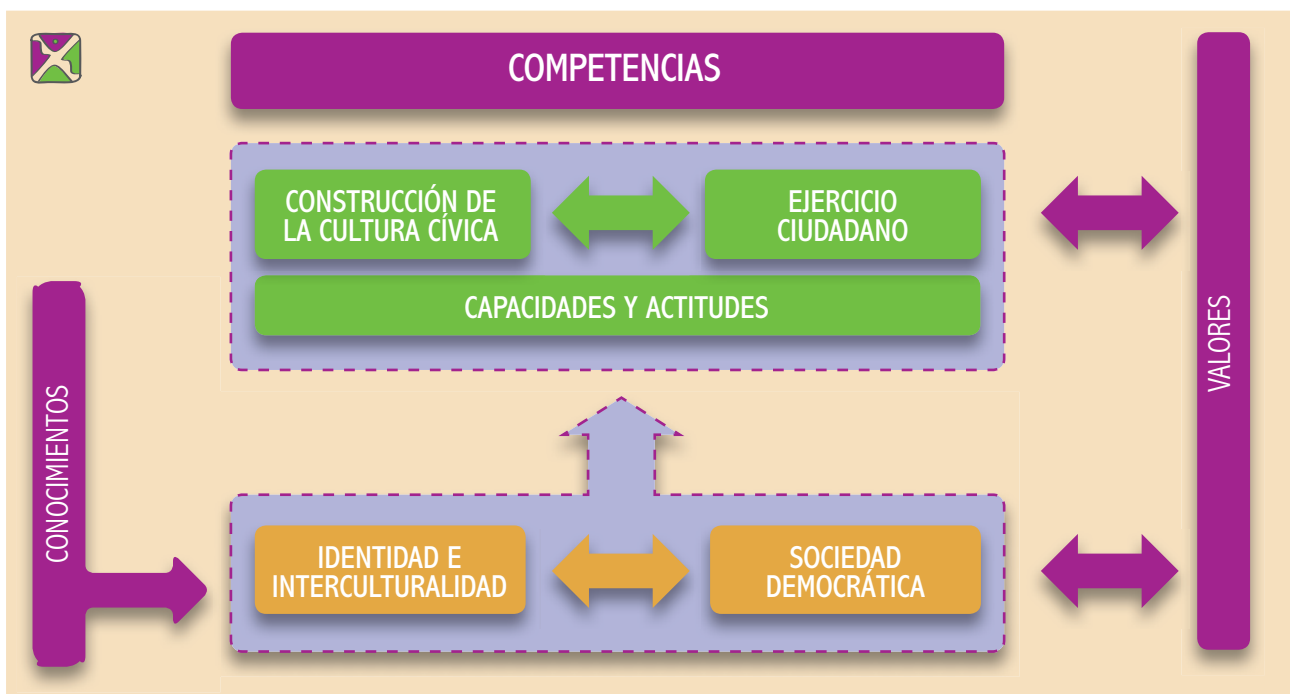 COMPETENCIAS
CONSTRUCCIÓN DE
LA CULTURA CÍVICA
EJERCICIO
CIUDADANO
CAPACIDADES Y ACTITUDES
CONOCIMIENTOS
VALORES
IDENTIDAD E
INTERCULTURALIDAD
SOCIEDAD
DEMOCRÁTICA